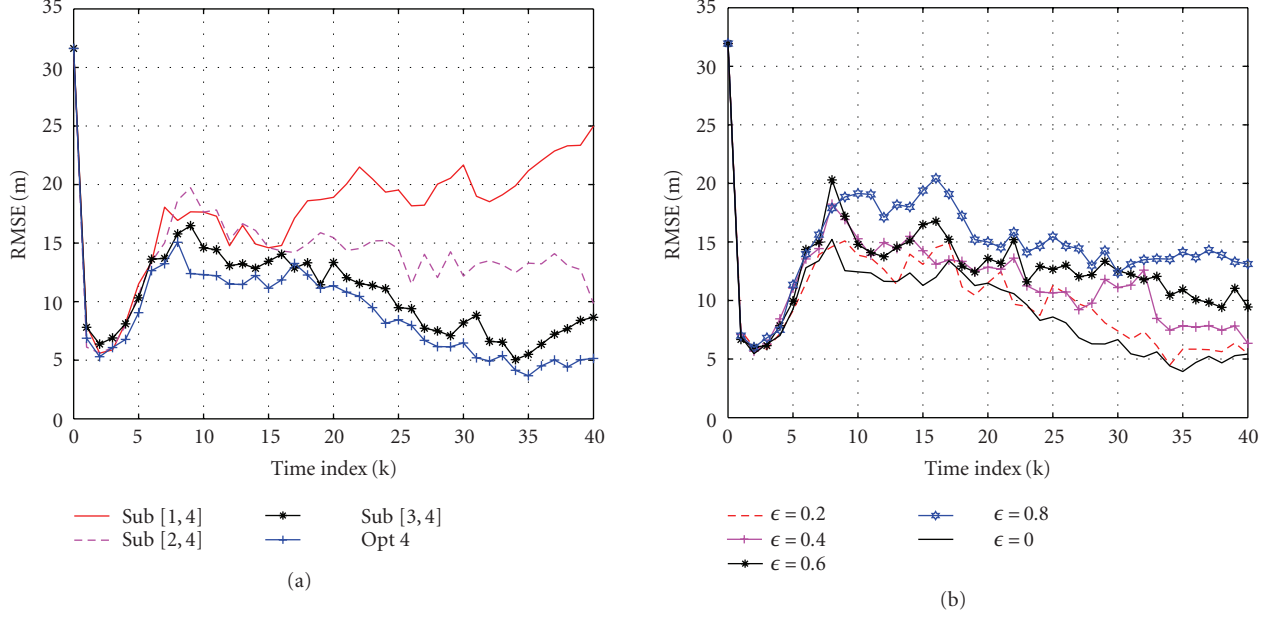 35
30
25
20
15
10
5
0
RMSE (m)
0 5 10 15 20 25 30 35 40
Time index (k)
Sub [1, 4] Sub [3, 4]
Sub [2, 4] Opt 4
(a)
35
30
25
20
15
10
5
0
RMSE (m)
0 5 10 15 20 25 30 35 40
Time index (k)
ϵ = 0.2 ϵ = 0.8
ϵ = 0.4 ϵ = 0
ϵ = 0.6
(b)